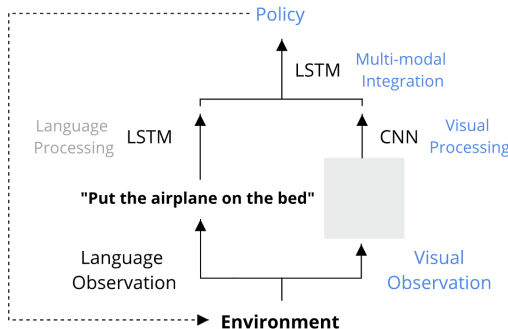 Policy
LSTM
Multi-modal
Integration
Language
Processing
LSTM
CNN
Visual
Processing
"Put the airplane on the bed"
Language
Observation
Visual
Observation
Environment